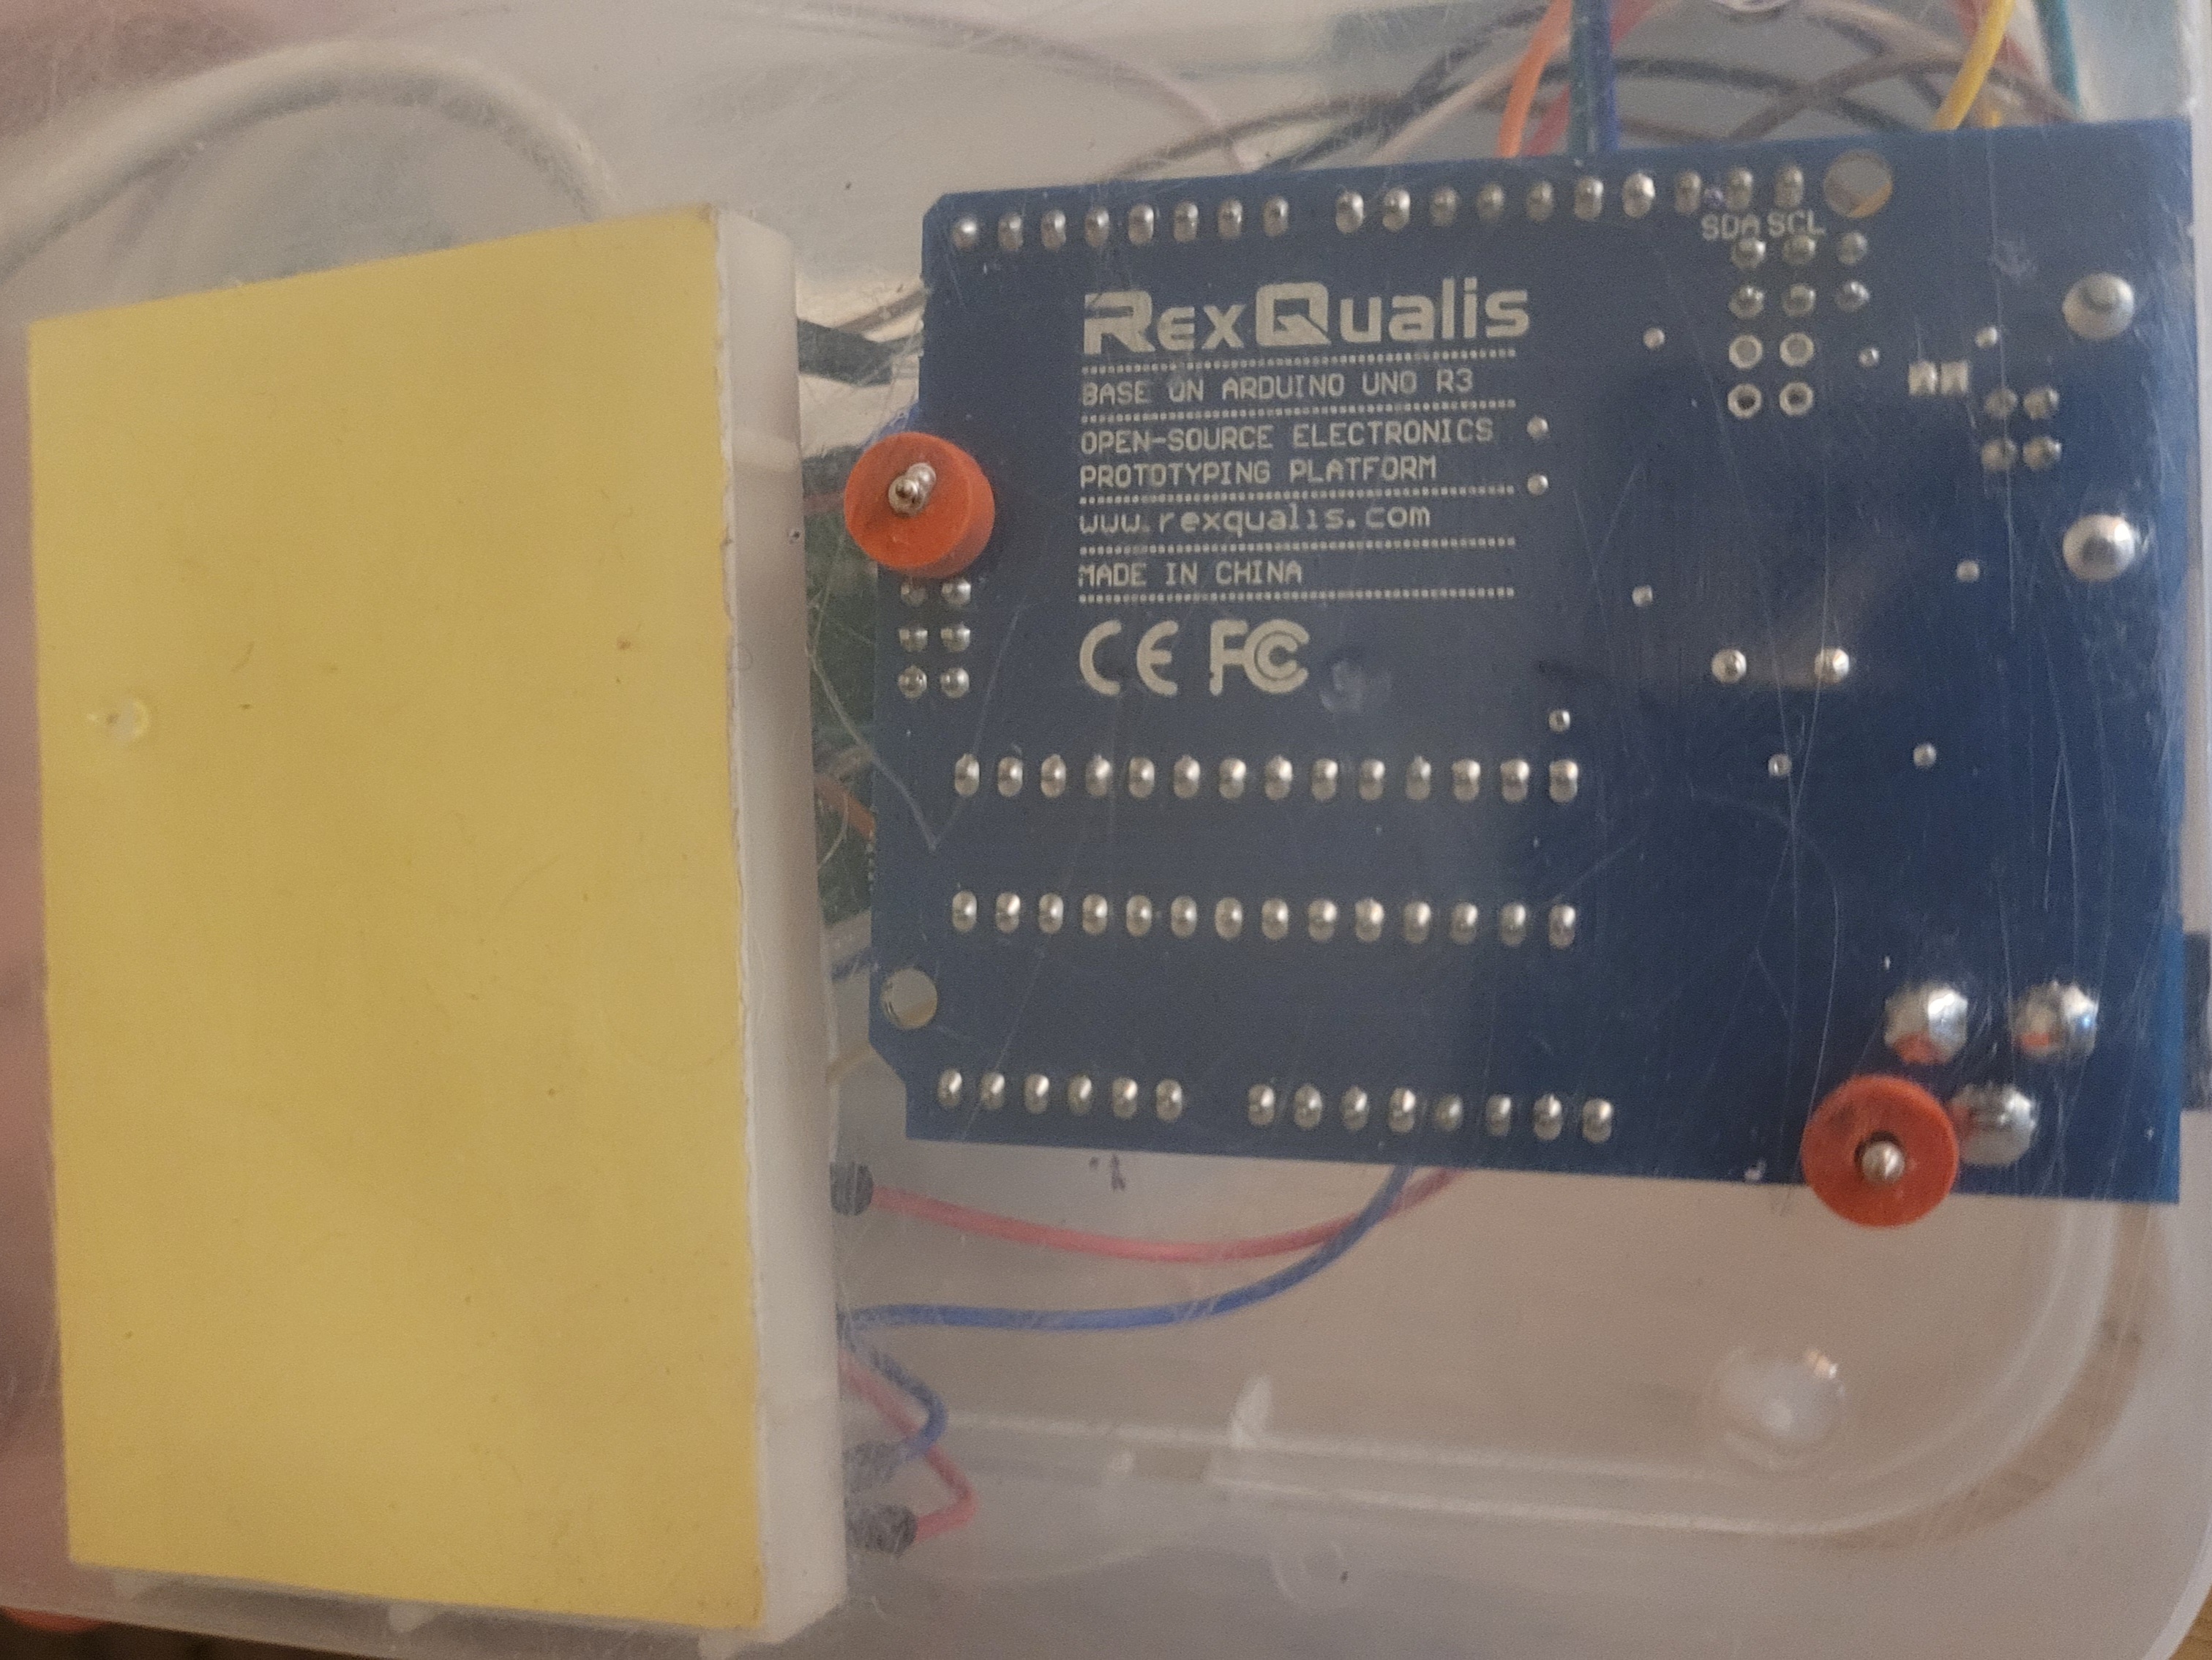 SDA SCL
REXQUALIS
BASE ON ARDUINO UNO R3
OPEN-SOURCE ELECTRONICS
PROTOTYPING PLATFORM
www.rexqualis.com
MADE IN CHINA
CE FC